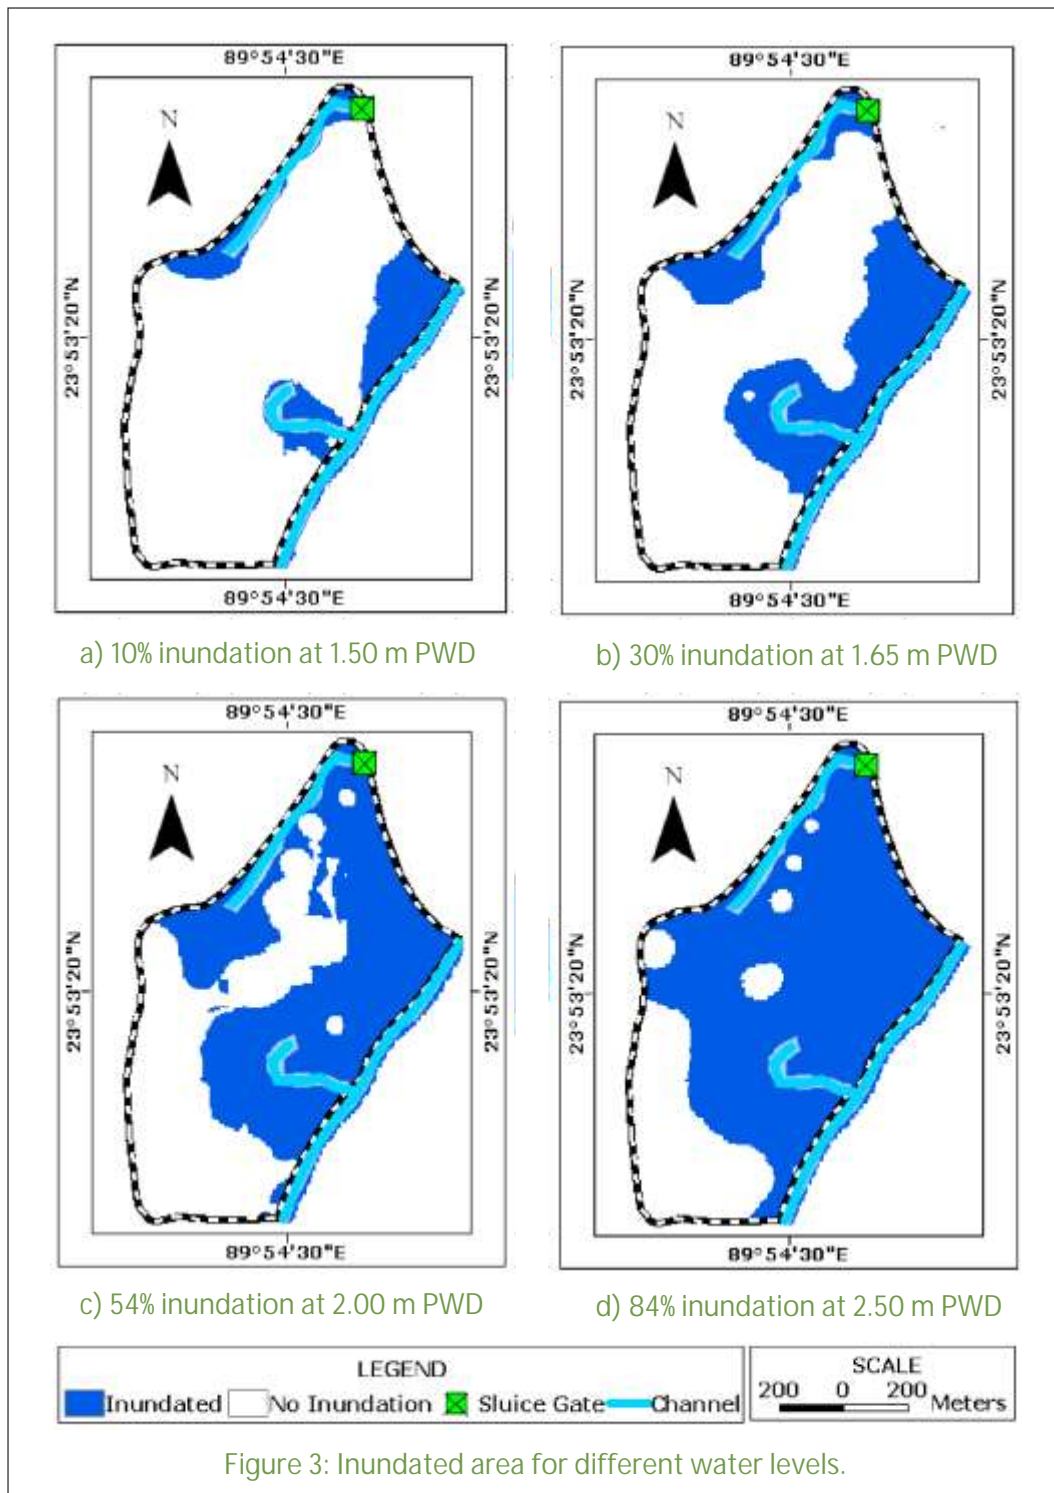 89°54'30"E
N
23°53'20"N
23°53'20"N
89°54'30"E
a) 10% inundation at 1.50 m PWD
89°54'30"E
N
23°53'20"N
23°53'20"N
89°54'30"E
b) 30% inundation at 1.65 m PWD
89°54'30"E
N
23°53'20"N
23°53'20"N
89°54'30"E
c) 54% inundation at 2.00 m PWD
89°54'30"E
N
23°53'20"N
23°53'20"N
89°54'30"E
d) 84% inundation at 2.50 m PWD
LEGEND
Inundated No Inundation Sluice Gate Channel
SCALE
200 0 200 Meters
Figure 3: Inundated area for different water levels.